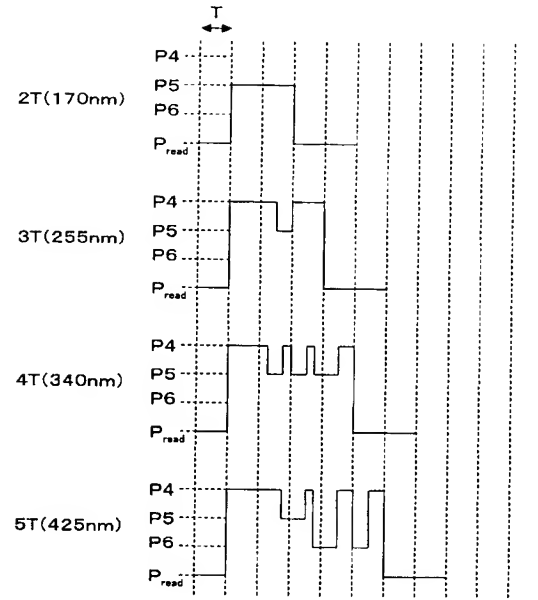 T
P4
2T(170nm)
P5
P6
Pread
P4
3T(255nm)
P5
P6
Pread
P4
4T(340nm)
P5
P6
Pread
P4
5T(425nm)
P5
P6
Pread